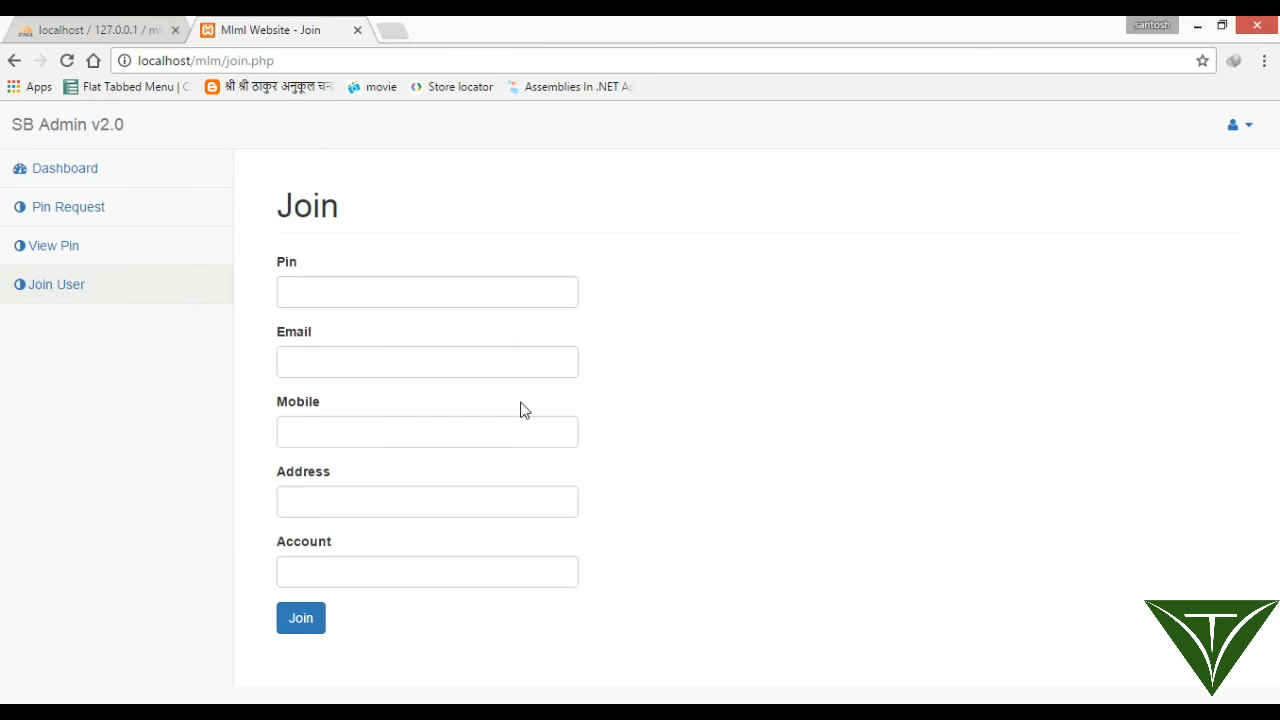 localhost / 127.0.0.1 / ml
Mlml Website - Join
santosh
localhost/mlm/join.php
Apps
Flat Tabbed Menu | C
श्री श्री ठाकुर अनुकूल चन्
movie
Store locator
Assemblies In .NET Ap
SB Admin v2.0
Dashboard
Pin Request
View Pin
Join User
Join
Pin
Email
Mobile
Address
Account
Join